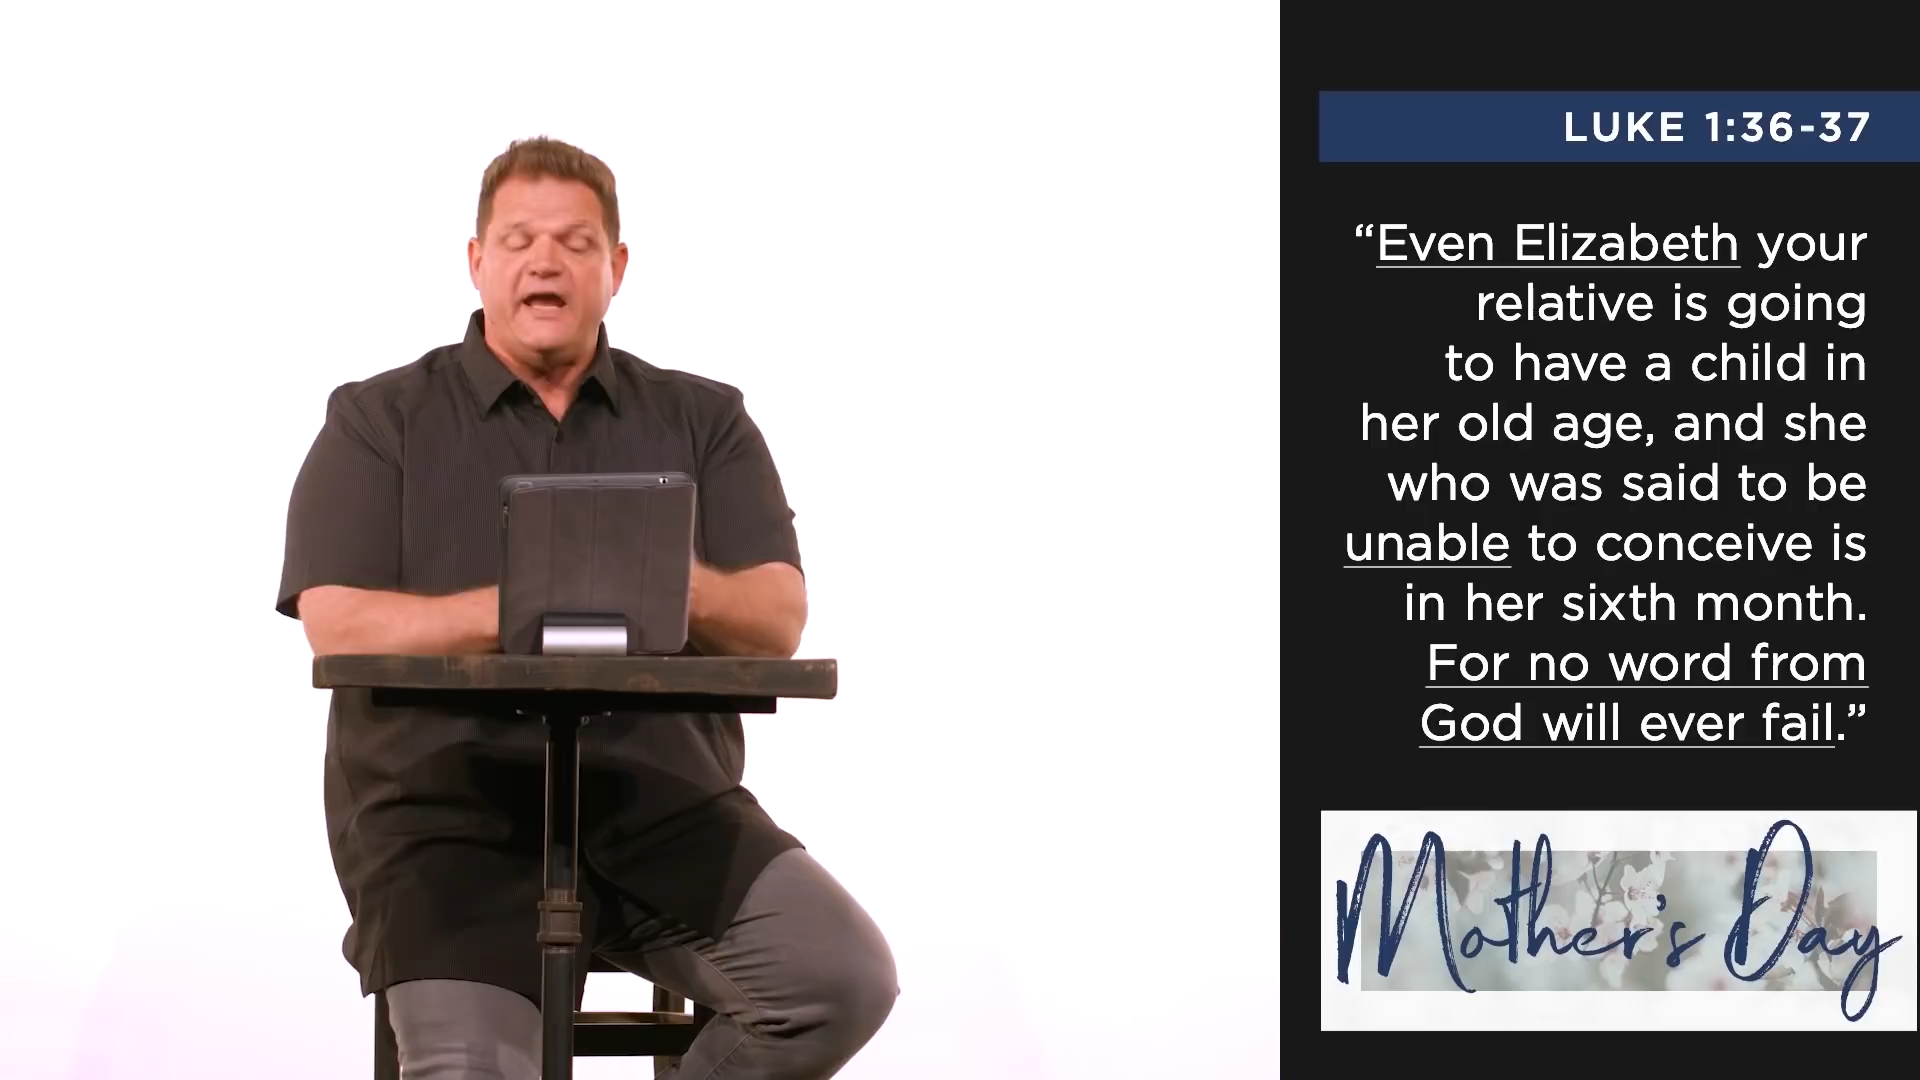 LUKE 1:36-37
“Even Elizabeth your
relative is going
to have a child in
her old age, and she
who was said to be
unable to conceive is
in her sixth month.
For no word from
God will ever fail.”
Mother's Day